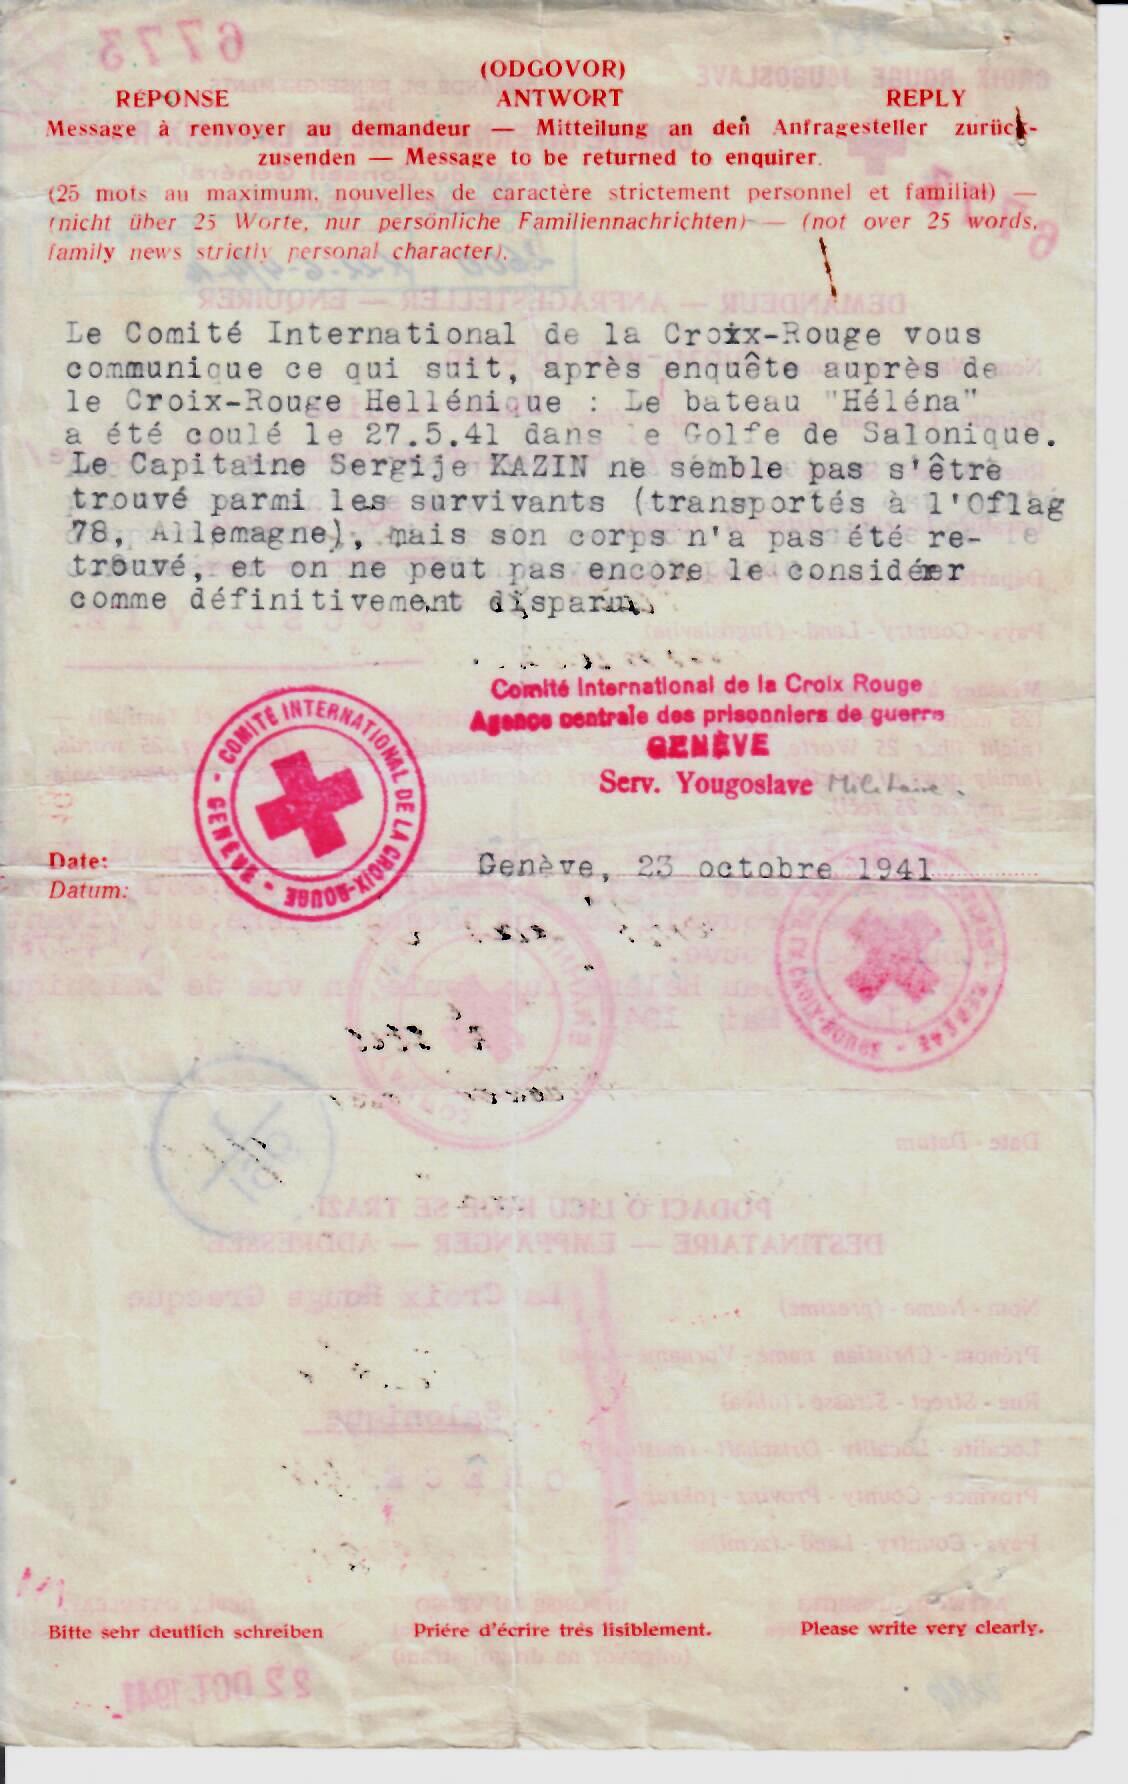 (ODGOVOR)
RÉPONSE ANTWORT REPLY
Message à renvoyer au demandeur — Mitteilung an den Anfragesteller zurück-
zusenden — Message to be returned to enquirer.
(25 mots au maximum, nouvelles de caractère strictement personnel et familial) —
(nicht über 25 Worte, nur persönliche Familiennachrichten) — (not over 25 words,
family news strictly personal character).
Le Comité International de la Croix-Rouge vous
communique ce qui suit, après enquête auprès de
le Croix-Rouge Hellénique : Le bateau "Héléna"
a été coulé le 27.5.41 dans le Golfe de Salonique.
Le Capitaine Sergije KAZIN ne semble pas s'être
trouvé parmi les survivants (transportés à l'Oflag
78, Allemagne), mais son corps n'a pas été re-
trouvé, et on ne peut pas encore le considérer
comme définitivement disparu.
Comité International de la Croix Rouge
Agence centrale des prisonniers de guerre
GENÈVE
Serv. Yougoslave Militaire.
COMITÉ INTERNATIONAL DE LA CROIX-ROUGE - GENÈVE -
Date: Genève, 23 octobre 1941
Datum:
Bitte sehr deutlich schreiben Priére d'écrire trés lisiblement. Please write very clearly.